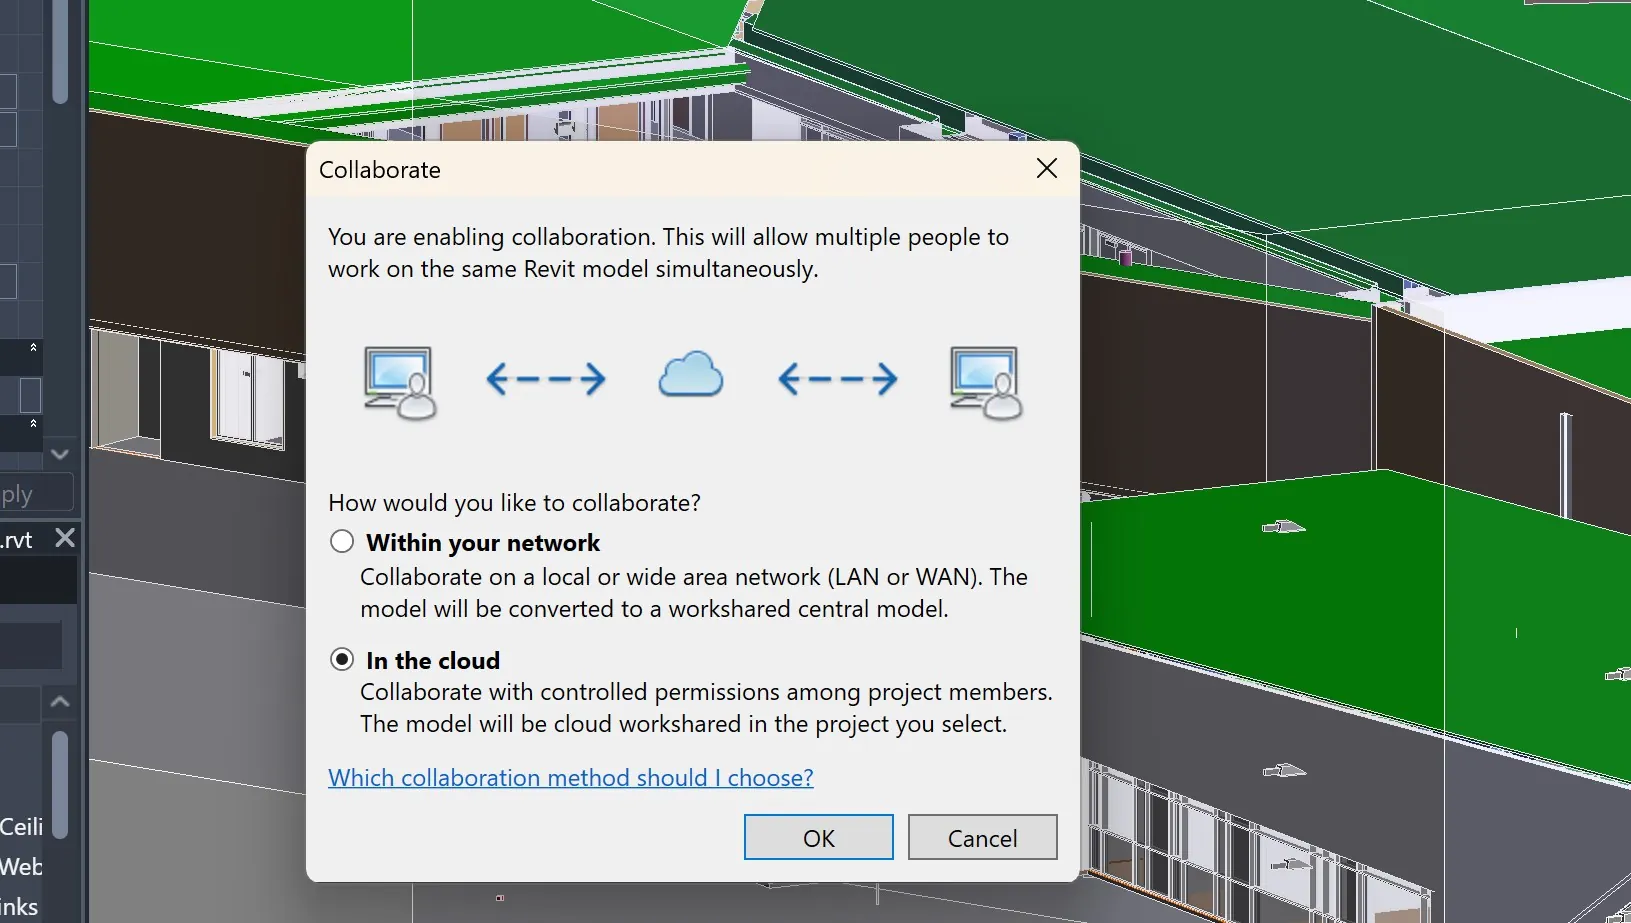 Collaborate
You are enabling collaboration. This will allow multiple people to
work on the same Revit model simultaneously.
How would you like to collaborate?
Within your network
Collaborate on a local or wide area network (LAN or WAN). The
model will be converted to a workshared central model.
In the cloud
Collaborate with controlled permissions among project members.
The model will be cloud workshared in the project you select.
Which collaboration method should I choose?
OK
Cancel
ply
.rvt
Ceili
Web
inks